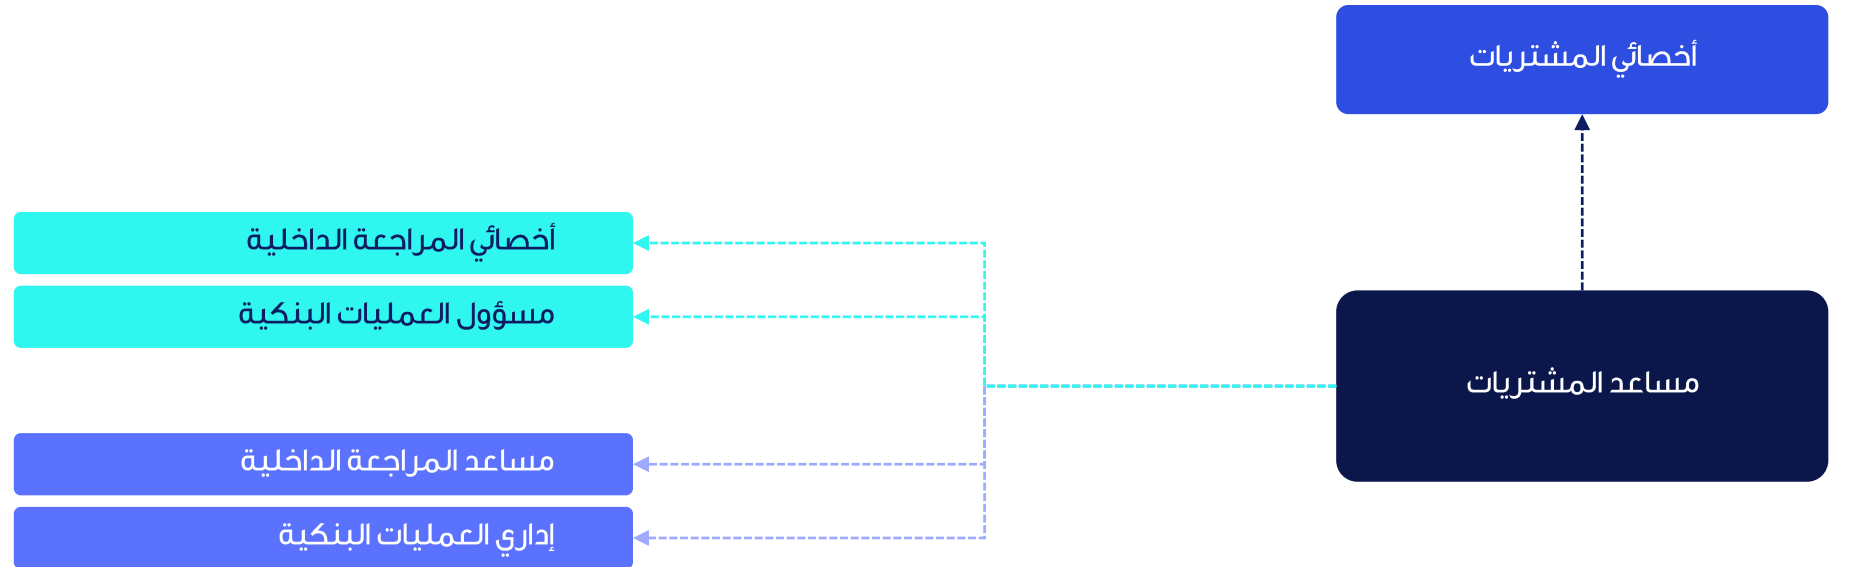 أخصائي المشتريات
أخصائي المراجعة الداخلية
مسؤول العمليات البنكية
مساعد المشتريات
مساعد المراجعة الداخلية
إداري العمليات البنكية